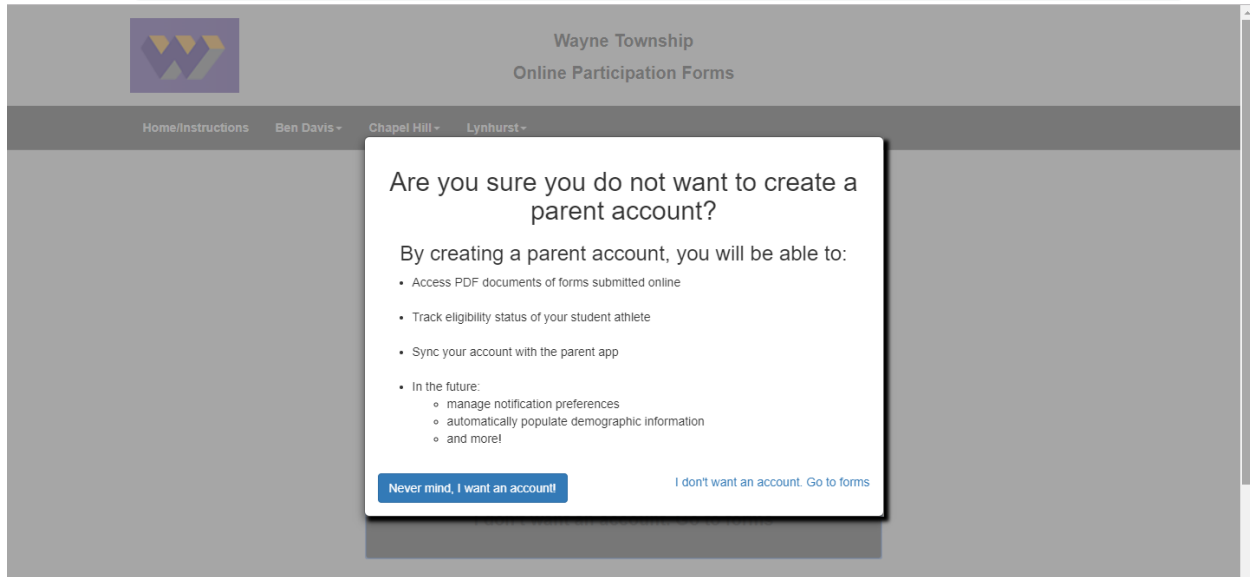 Wayne Township
Online Participation Forms
Home/Instructions Ben Davis Chapel Hill Lynhurst
Are you sure you do not want to create a
parent account?
By creating a parent account, you will be able to:
Access PDF documents of forms submitted online
Track eligibility status of your student athlete
Sync your account with the parent app
In the future:
manage notification preferences
automatically populate demographic information
and more!
Never mind, I want an account!
I don't want an account. Go to forms